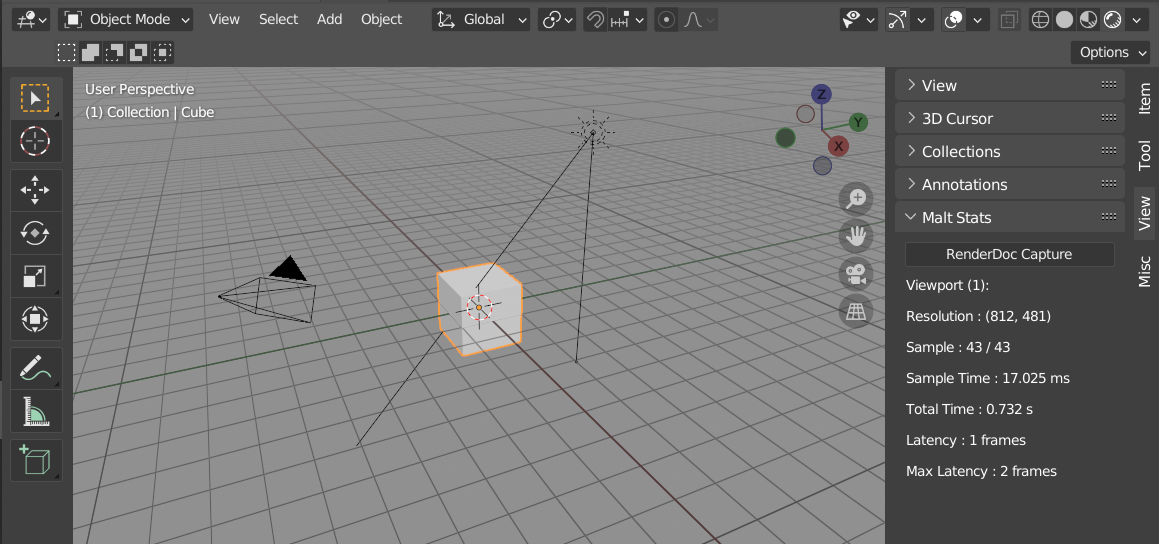 Object Mode View Select Add Object Global
Options
User Perspective
(1) Collection | Cube
Z
Y
X
View
3D Cursor
Collections
Annotations
Malt Stats
RenderDoc Capture
Viewport (1):
Resolution : (812, 481)
Sample : 43 / 43
Sample Time : 17.025 ms
Total Time : 0.732 s
Latency : 1 frames
Max Latency : 2 frames
Item
Tool
View
Misc